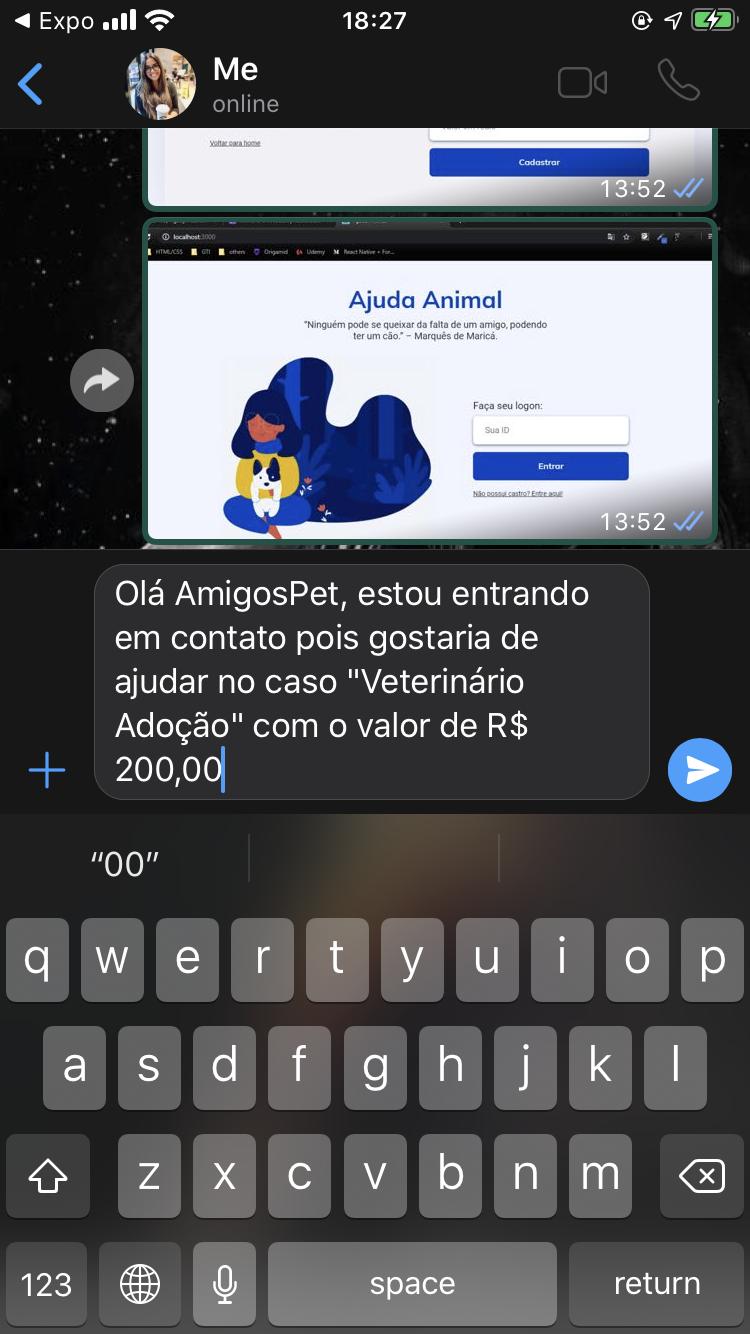 Expo
18:27
Me
online
Voltar para home
Cadastrar
13:52
localhost:3000
HTML/CSS GTI others Origamid Udemy React Native + For...
Ajuda Animal
"Ninguém pode se queixar da falta de um amigo, podendo
ter um cão." – Marquês de Maricá.
Faça seu logon:
Sua ID
Entrar
Não possui castro? Entre aqui!
13:52
Olá AmigosPet, estou entrando
em contato pois gostaria de
ajudar no caso "Veterinário
Adoção" com o valor de R$
200,00
“00”
q w e r t y u i o p
a s d f g h j k l
z x c v b n m
123 space return